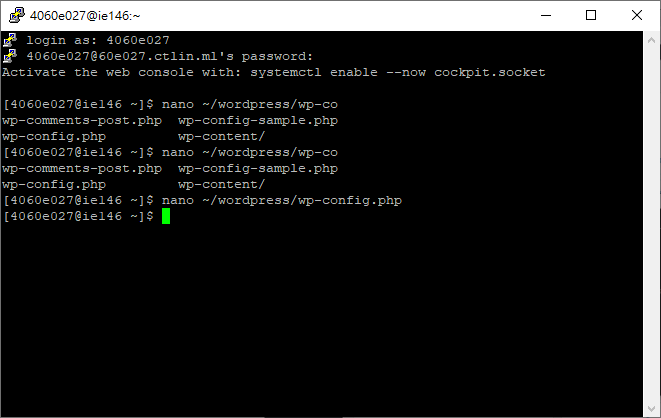 4060e027@ie146:~
login as: 4060e027
4060e027@60e027.ctlin.ml's password:
Activate the web console with: systemctl enable --now cockpit.socket
[4060e027@ie146 ~]$ nano ~/wordpress/wp-co
wp-comments-post.php  wp-config-sample.php
wp-config.php         wp-content/
[4060e027@ie146 ~]$ nano ~/wordpress/wp-co
wp-comments-post.php  wp-config-sample.php
wp-config.php         wp-content/
[4060e027@ie146 ~]$ nano ~/wordpress/wp-config.php
[4060e027@ie146 ~]$